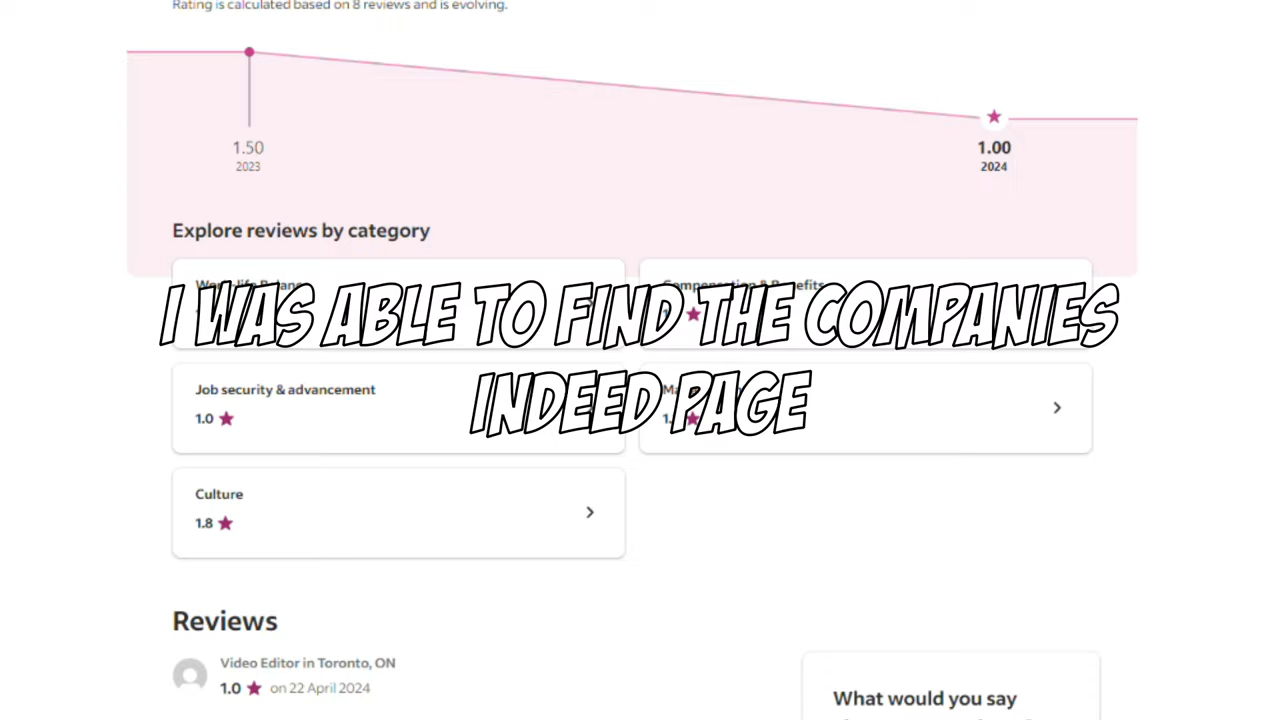 Rating is calculated based on 8 reviews and is evolving.
1.50
2023
1.00
2024
Explore reviews by category
I WAS ABLE TO FIND THE COMPANIES
INDEED PAGE
Job security & advancement
1.0
Culture
1.8
Reviews
Video Editor in Toronto, ON
1.0 on 22 April 2024
What would you say